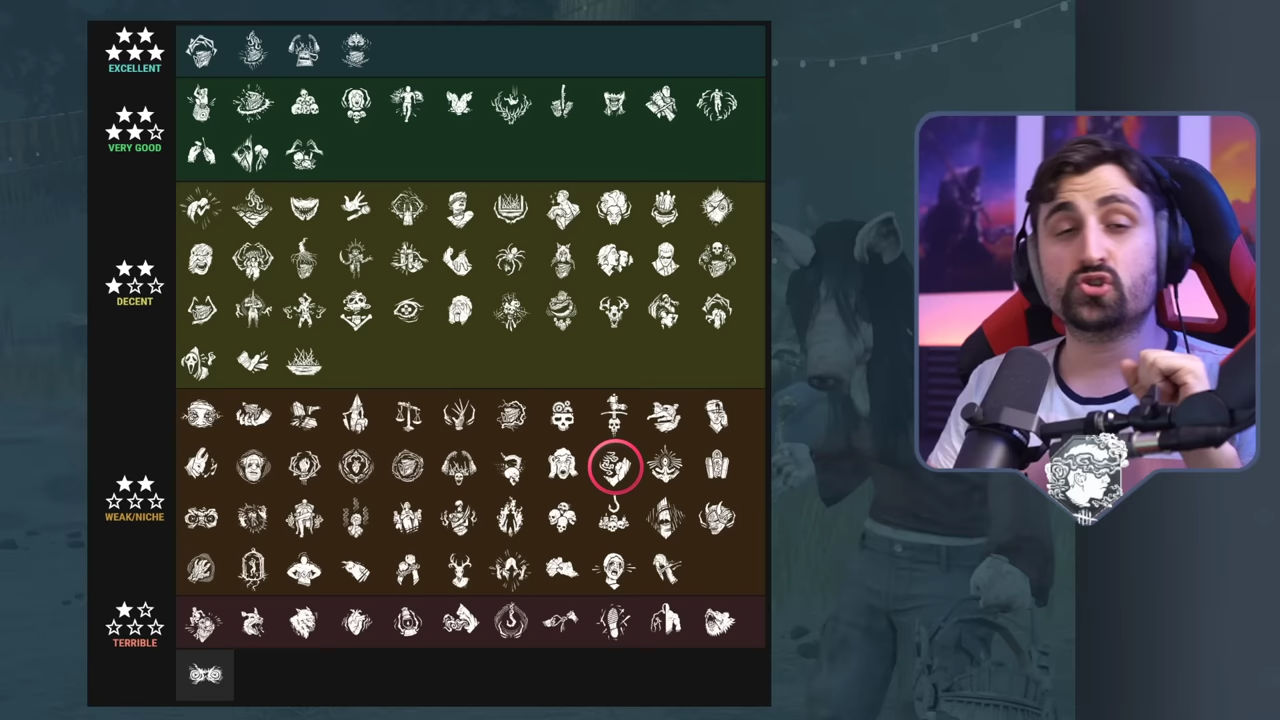 EXCELLENT
VERY GOOD
DECENT
WEAK/NICHE
TERRIBLE